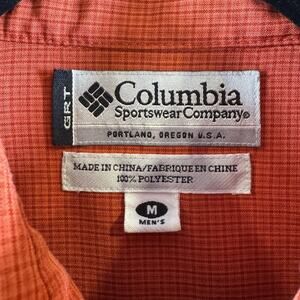 GRT
Columbia
Sportswear Company®
PORTLAND, OREGON U.S.A.
MADE IN CHINA/FABRIQUE EN CHINE
100% POLYESTER
M
MEN'S